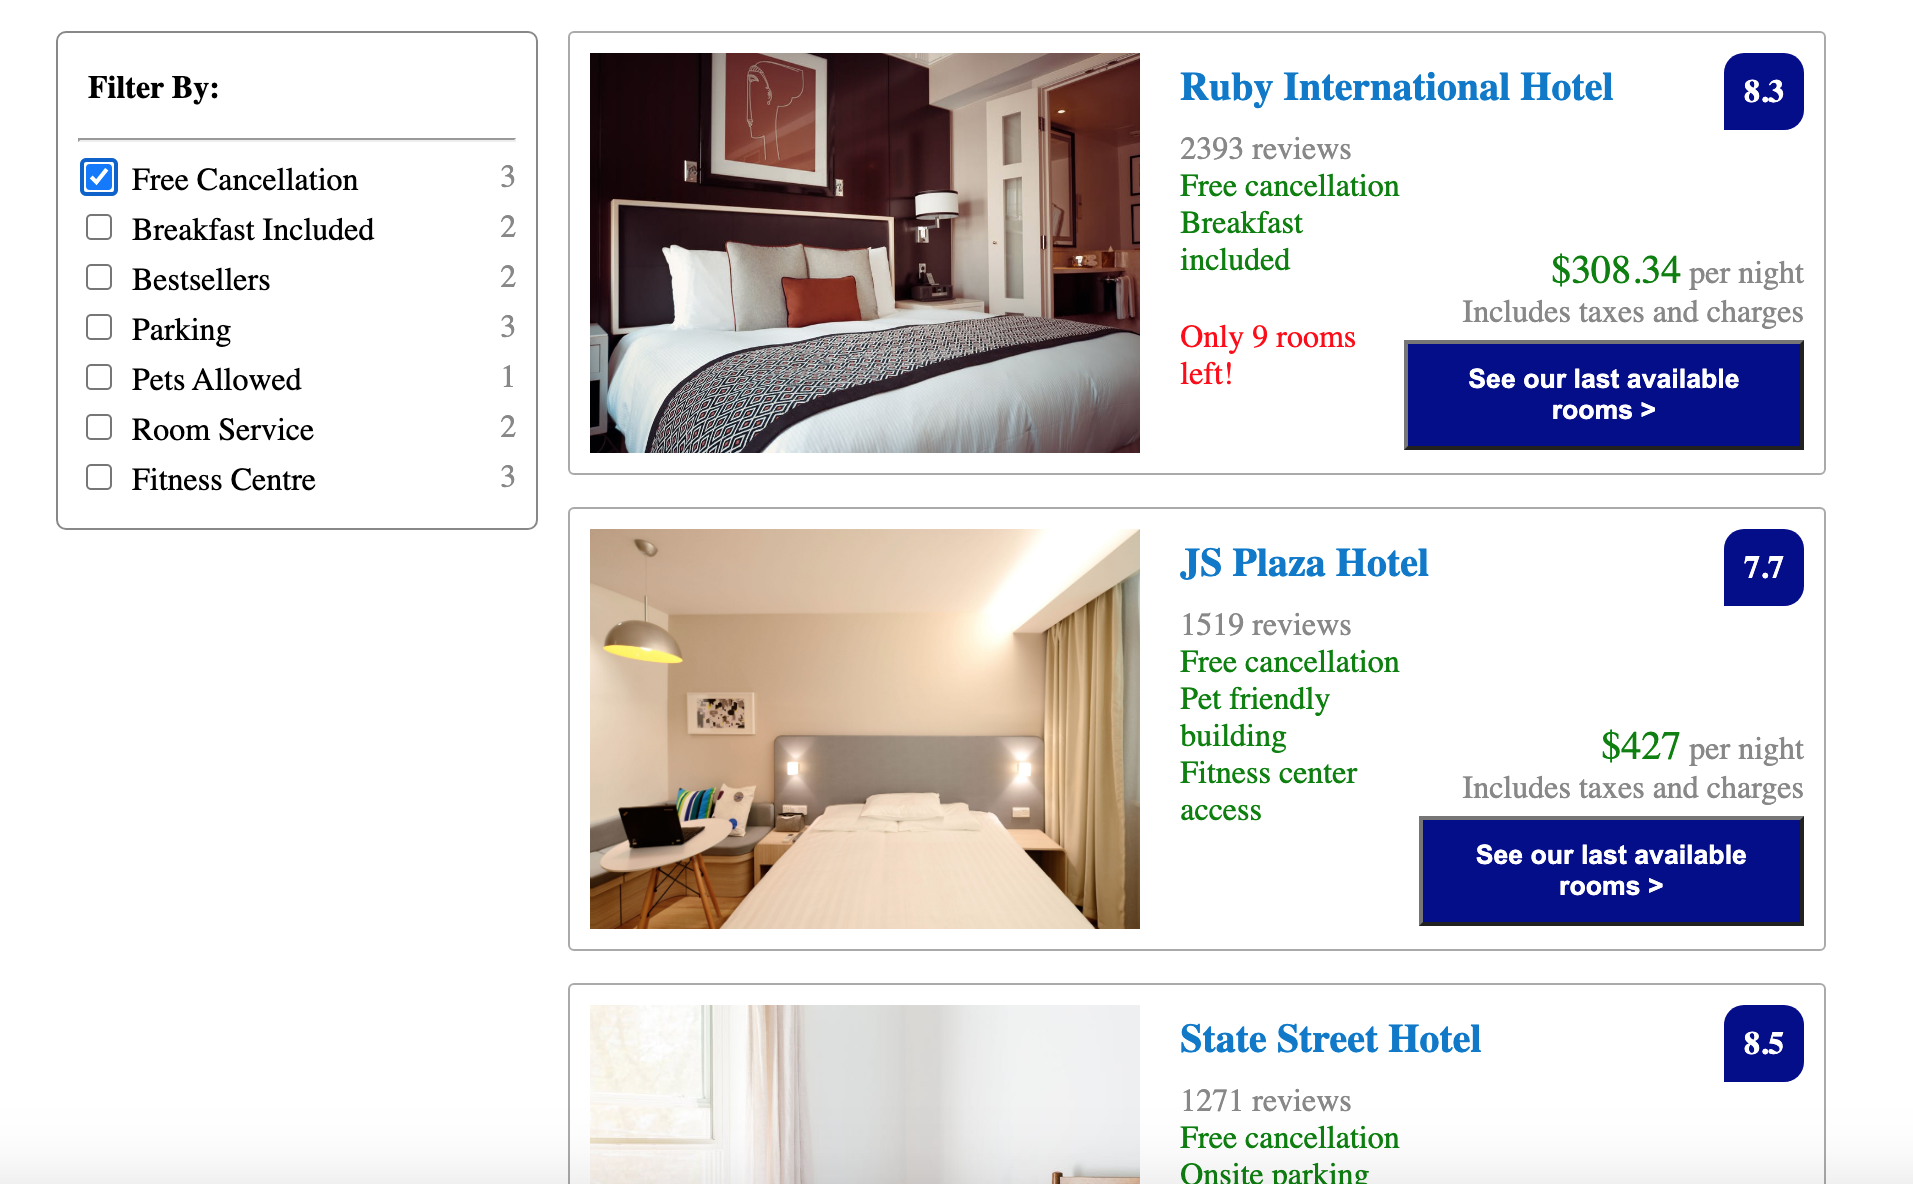 Filter By:
Free Cancellation 3
Breakfast Included 2
Bestsellers 2
Parking 3
Pets Allowed 1
Room Service 2
Fitness Centre 3
Ruby International Hotel
8.3
2393 reviews
Free cancellation
Breakfast
included
Only 9 rooms
left!
$308.34 per night
Includes taxes and charges
See our last available
rooms >
JS Plaza Hotel
7.7
1519 reviews
Free cancellation
Pet friendly
building
Fitness center
access
$427 per night
Includes taxes and charges
See our last available
rooms >
State Street Hotel
8.5
1271 reviews
Free cancellation
Onsite parking